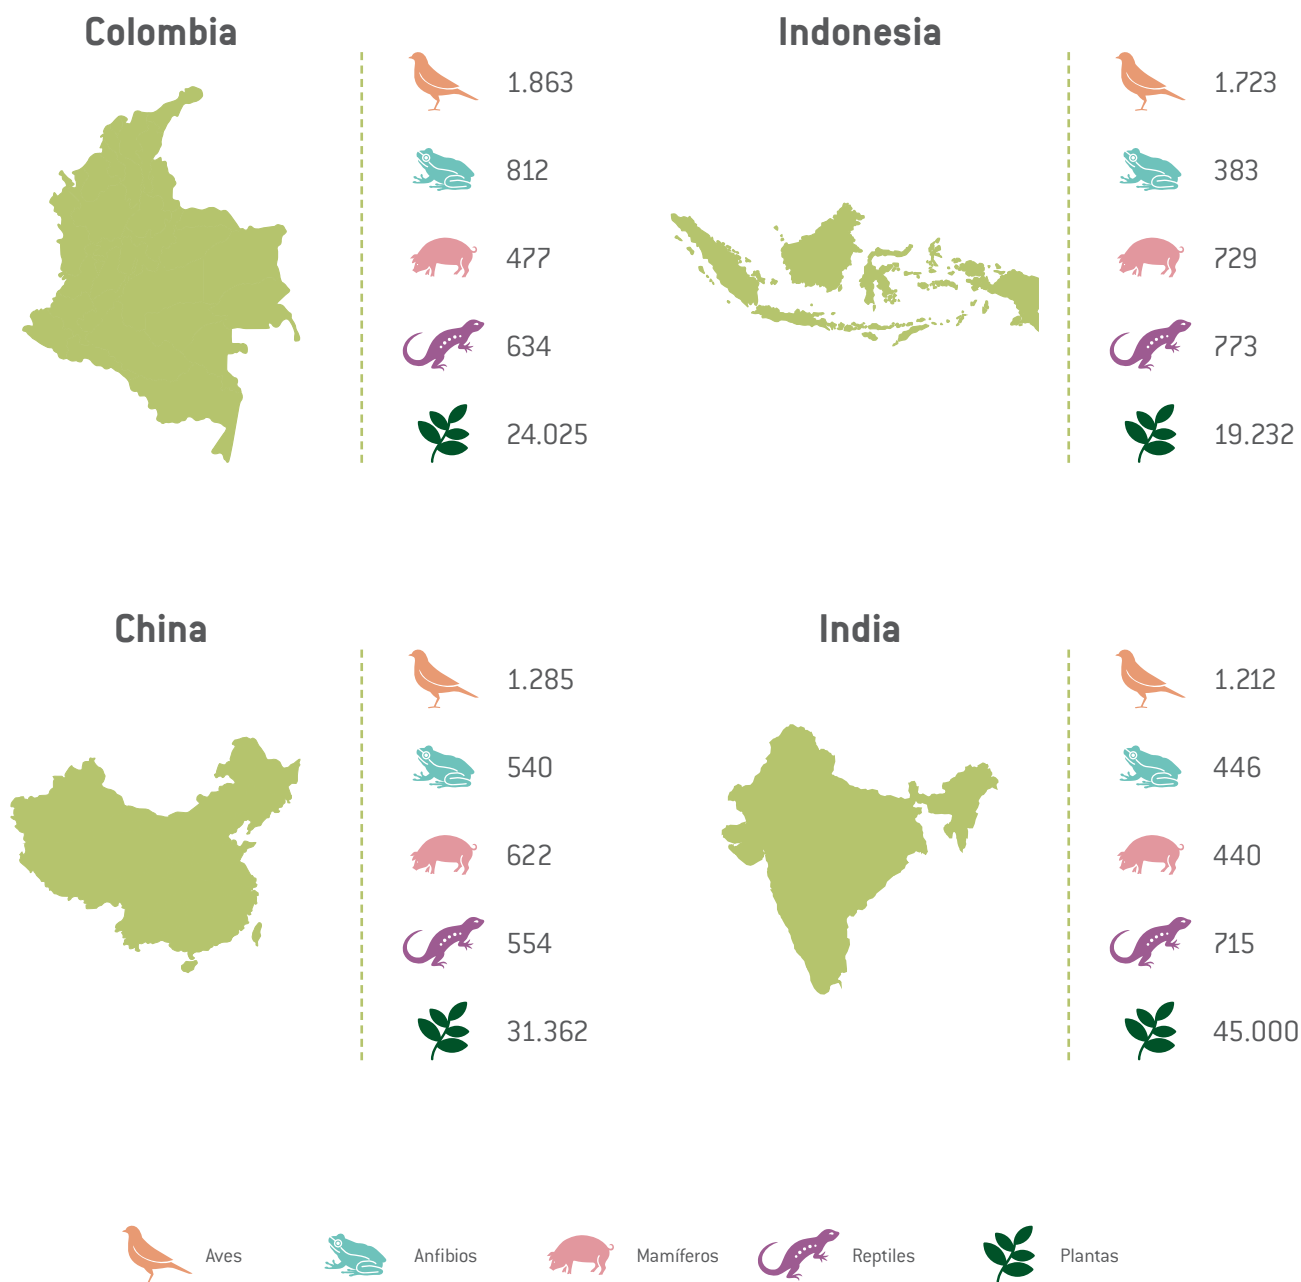 Colombia
1.863
812
477
634
24.025
Indonesia
1.723
383
729
773
19.232
China
1.285
540
622
554
31.362
India
1.212
446
440
715
45.000
Aves
Anfibios
Mamíferos
Reptiles
Plantas